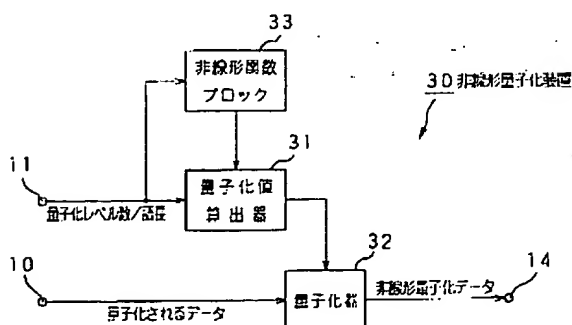 33
非線形関数
ブロック
30 非線形量子化装置
31
11
量子化値
算出器
量子化レベル数/語長
32
10
量子化器
非線形量子化データ
14
量子化されるデータ